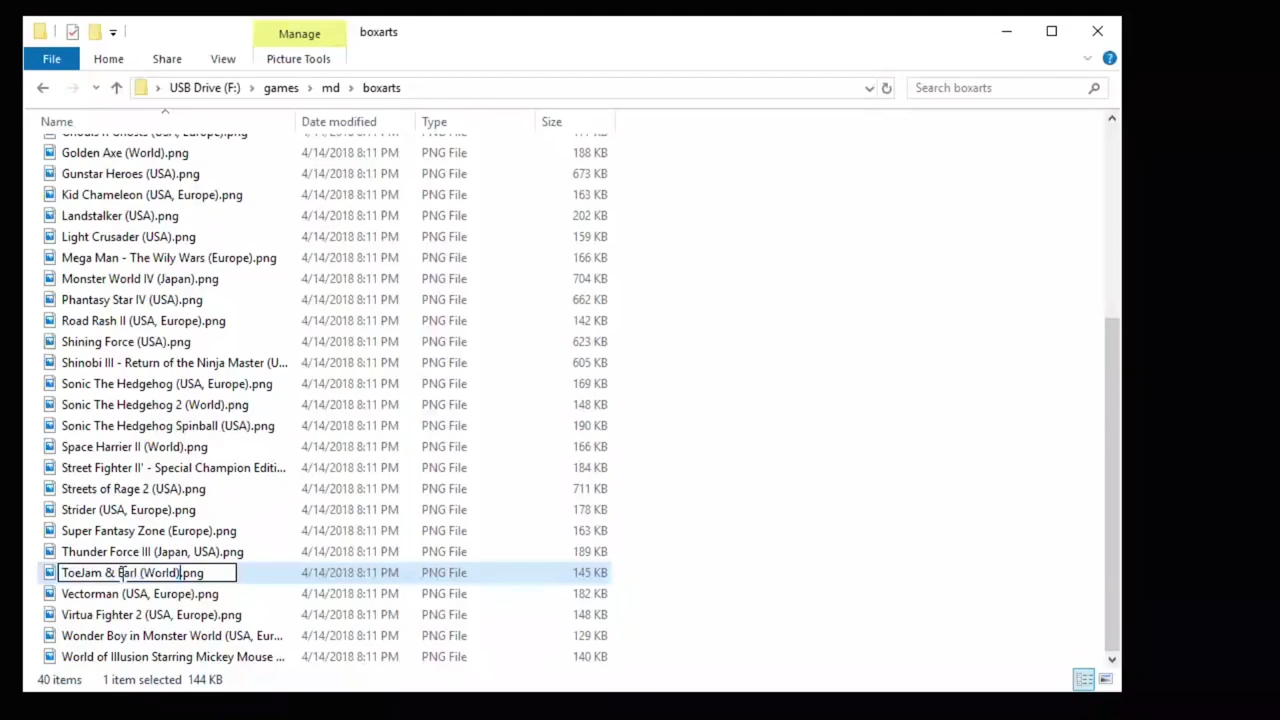 Manage boxarts
File Home Share View Picture Tools
USB Drive (F:) > games > md > boxarts Search boxarts
Name Date modified Type Size
Golden Axe (World).png 4/14/2018 8:11 PM PNG File 188 KB
Gunstar Heroes (USA).png 4/14/2018 8:11 PM PNG File 673 KB
Kid Chameleon (USA, Europe).png 4/14/2018 8:11 PM PNG File 163 KB
Landstalker (USA).png 4/14/2018 8:11 PM PNG File 202 KB
Light Crusader (USA).png 4/14/2018 8:11 PM PNG File 159 KB
Mega Man - The Wily Wars (Europe).png 4/14/2018 8:11 PM PNG File 166 KB
Monster World IV (Japan).png 4/14/2018 8:11 PM PNG File 704 KB
Phantasy Star IV (USA).png 4/14/2018 8:11 PM PNG File 662 KB
Road Rash II (USA, Europe).png 4/14/2018 8:11 PM PNG File 142 KB
Shining Force (USA).png 4/14/2018 8:11 PM PNG File 623 KB
Shinobi III - Return of the Ninja Master (U... 4/14/2018 8:11 PM PNG File 605 KB
Sonic The Hedgehog (USA, Europe).png 4/14/2018 8:11 PM PNG File 169 KB
Sonic The Hedgehog 2 (World).png 4/14/2018 8:11 PM PNG File 148 KB
Sonic The Hedgehog Spinball (USA).png 4/14/2018 8:11 PM PNG File 190 KB
Space Harrier II (World).png 4/14/2018 8:11 PM PNG File 166 KB
Street Fighter II' - Special Champion Editi... 4/14/2018 8:11 PM PNG File 184 KB
Streets of Rage 2 (USA).png 4/14/2018 8:11 PM PNG File 711 KB
Strider (USA, Europe).png 4/14/2018 8:11 PM PNG File 178 KB
Super Fantasy Zone (Europe).png 4/14/2018 8:11 PM PNG File 163 KB
Thunder Force III (Japan, USA).png 4/14/2018 8:11 PM PNG File 189 KB
ToeJam & Earl (World).png 4/14/2018 8:11 PM PNG File 145 KB
Vectorman (USA, Europe).png 4/14/2018 8:11 PM PNG File 182 KB
Virtua Fighter 2 (USA, Europe).png 4/14/2018 8:11 PM PNG File 148 KB
Wonder Boy in Monster World (USA, Eur... 4/14/2018 8:11 PM PNG File 129 KB
World of Illusion Starring Mickey Mouse ... 4/14/2018 8:11 PM PNG File 140 KB
40 items 1 item selected 144 KB